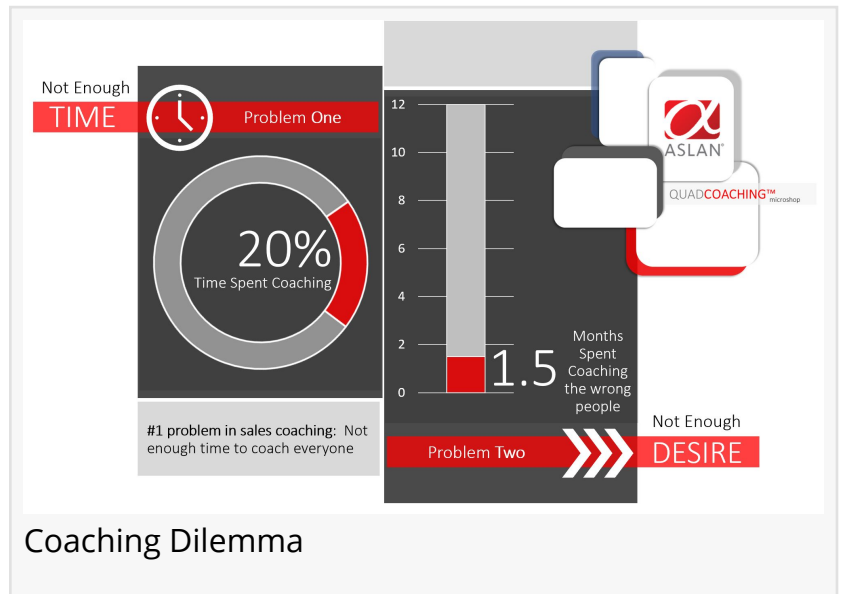 Not Enough
TIME
Problem One
20%
Time Spent Coaching
#1 problem in sales coaching: Not
enough time to coach everyone
12
10
8
6
4
2
0
1.5
Months
Spent
Coaching
the wrong
people
Problem Two
Not Enough
DESIRE
ASLAN®
QUADCOACHING™
microshop
Coaching Dilemma